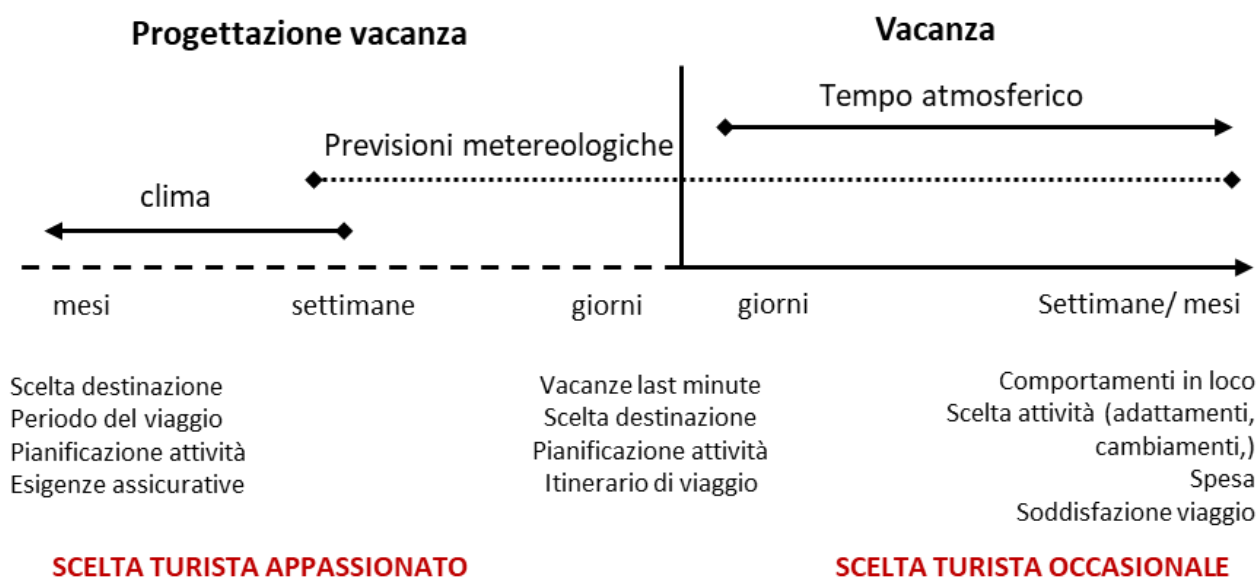 Progettazione vacanza
Vacanza
Tempo atmosferico
Previsioni metereologiche
clima
mesi
settimane
giorni
giorni
Settimane/ mesi
Scelta destinazione
Periodo del viaggio
Pianificazione attività
Esigenze assicurative
Vacanze last minute
Scelta destinazione
Pianificazione attività
Itinerario di viaggio
Comportamenti in loco
Scelta attività (adattamenti,
cambiamenti,)
Spesa
Soddisfazione viaggio
SCELTA TURISTA APPASSIONATO
SCELTA TURISTA OCCASIONALE